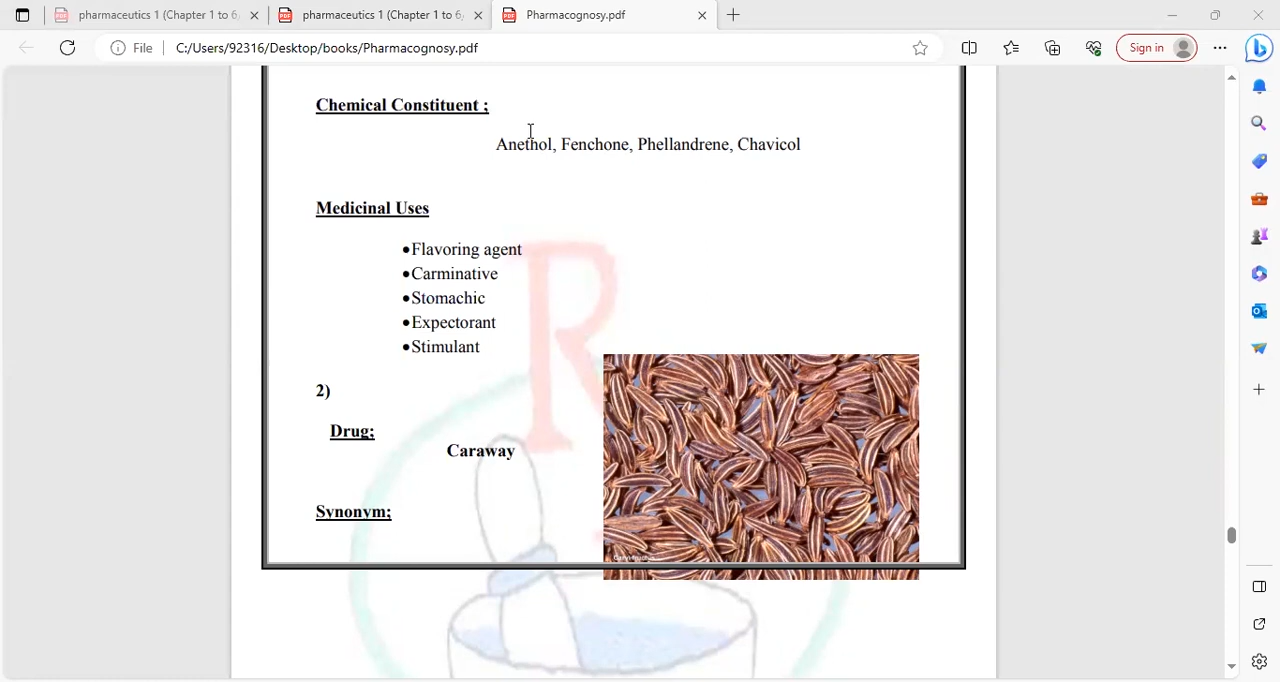 pharmaceutics 1 (Chapter 1 to 6,
pharmaceutics 1 (Chapter 1 to 6,
Pharmacognosy.pdf
File
C:/Users/92316/Desktop/books/Pharmacognosy.pdf
Sign in
Chemical Constituent ;
Anethol, Fenchone, Phellandrene, Chavicol
Medicinal Uses
•Flavoring agent
•Carminative
•Stomachic
•Expectorant
•Stimulant
2)
Drug;
Caraway
Synonym;
R